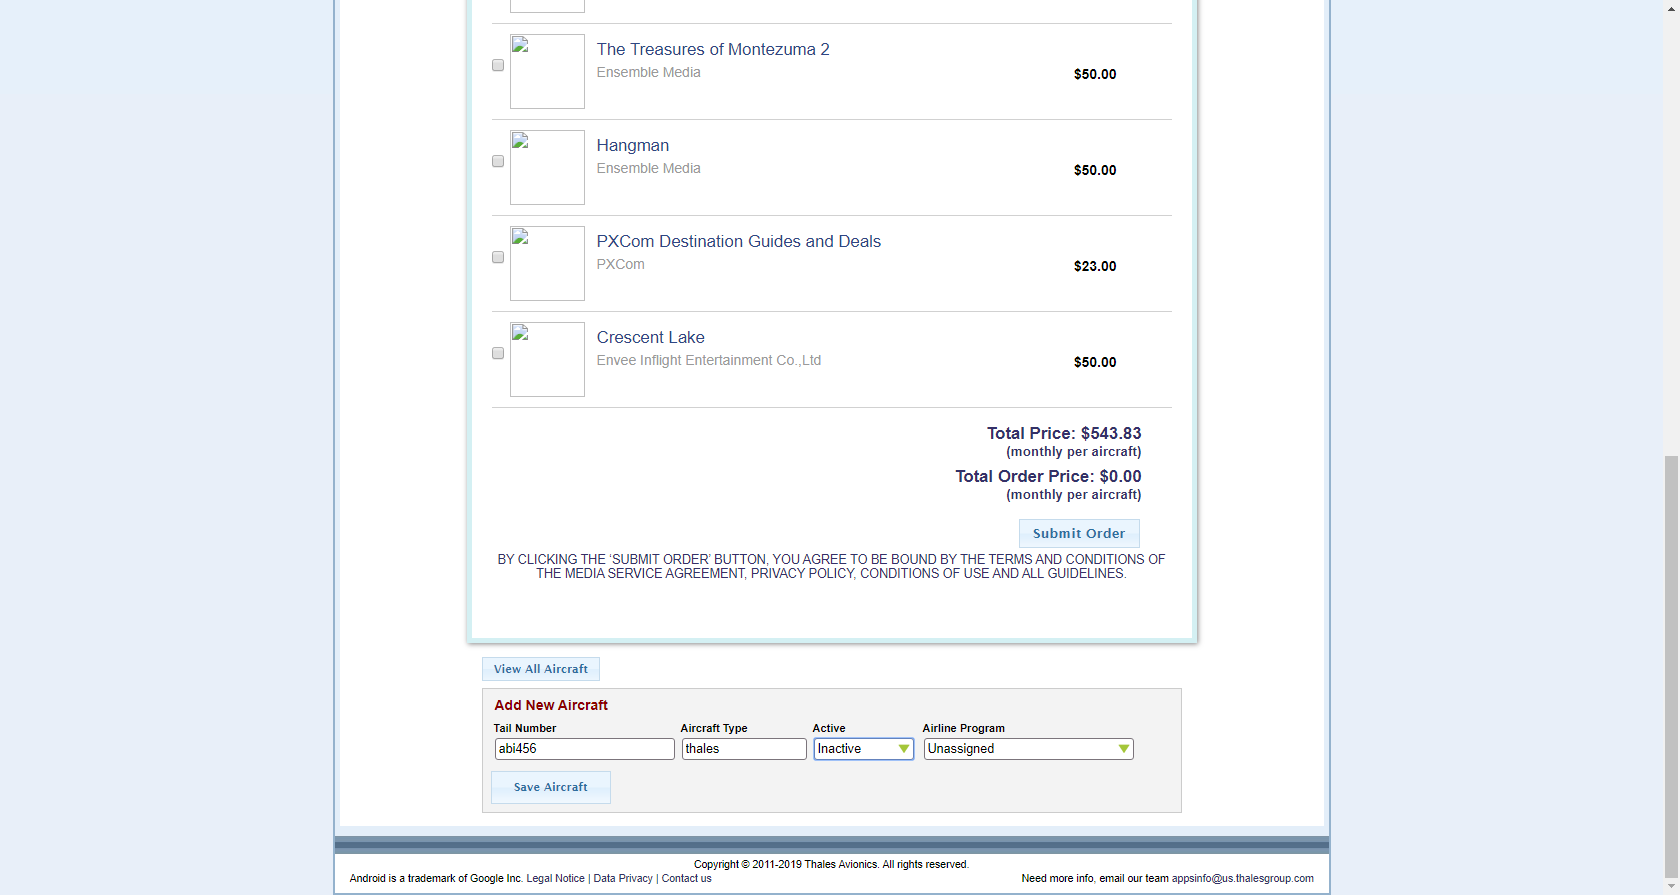 The Treasures of Montezuma 2
Ensemble Media
$50.00
Hangman
Ensemble Media
$50.00
PXCom Destination Guides and Deals
PXCom
$23.00
Crescent Lake
Envee Inflight Entertainment Co.,Ltd
$50.00
Total Price: $543.83
(monthly per aircraft)
Total Order Price: $0.00
(monthly per aircraft)
Submit Order
BY CLICKING THE ‘SUBMIT ORDER’ BUTTON, YOU AGREE TO BE BOUND BY THE TERMS AND CONDITIONS OF
THE MEDIA SERVICE AGREEMENT, PRIVACY POLICY, CONDITIONS OF USE AND ALL GUIDELINES.
View All Aircraft
Add New Aircraft
Tail Number Aircraft Type Active Airline Program
abi456 thales Inactive Unassigned
Save Aircraft
Copyright © 2011-2019 Thales Avionics. All rights reserved.
Android is a trademark of Google Inc. Legal Notice | Data Privacy | Contact us Need more info, email our team appsinfo@us.thalesgroup.com